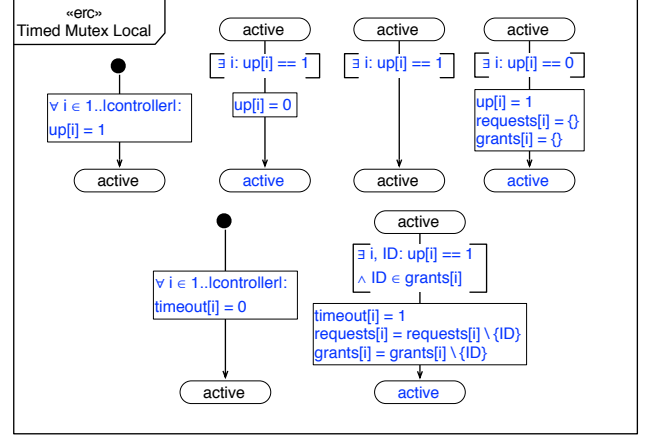 «erc»
Timed Mutex Local
∀ i ∈ 1..|controller|:
up[i] = 1
active
active
∃ i: up[i] == 1
up[i] = 0
active
active
∃ i: up[i] == 1
active
active
∃ i: up[i] == 0
up[i] = 1
requests[i] = {}
grants[i] = {}
active
∀ i ∈ 1..|controller|:
timeout[i] = 0
active
active
∃ i, ID: up[i] == 1
∧ ID ∈ grants[i]
timeout[i] = 1
requests[i] = requests[i] \ {ID}
grants[i] = grants[i] \ {ID}
active